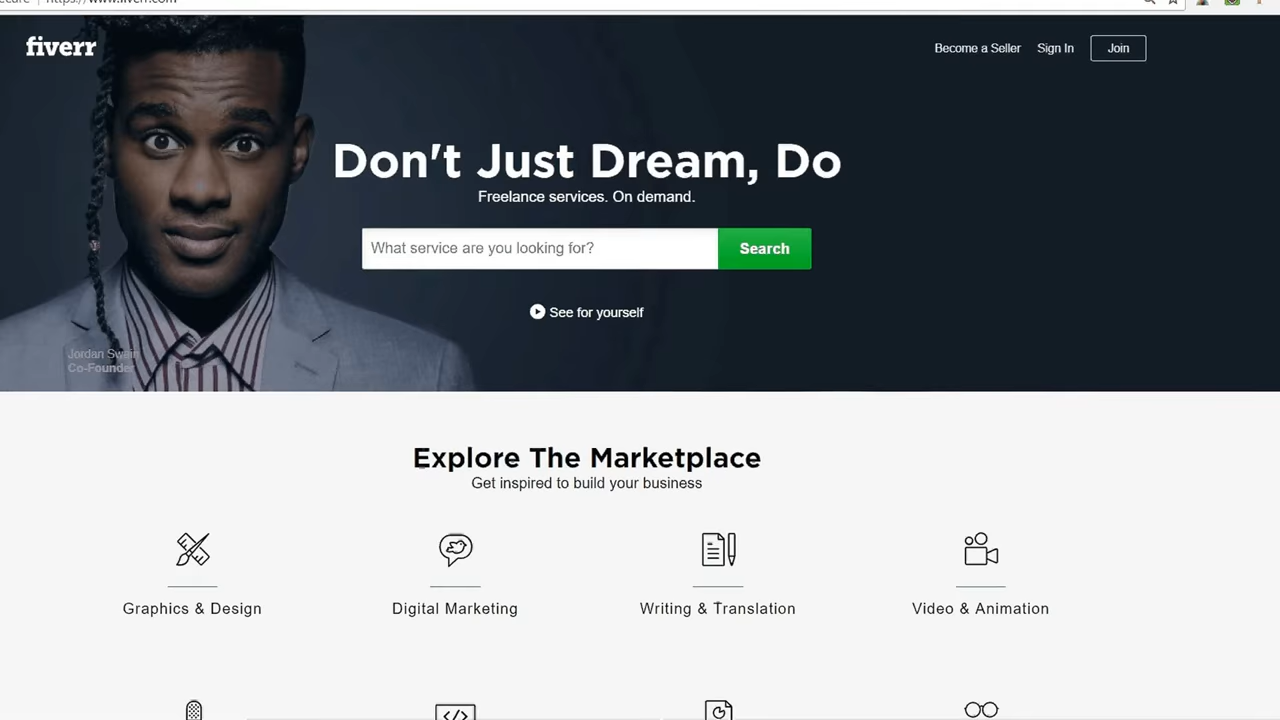 https://www.fiverr.com
fiverr
Become a Seller Sign In Join
Don't Just Dream, Do
Freelance services. On demand.
What service are you looking for? Search
See for yourself
Jordan Swain
Co-Founder
Explore The Marketplace
Get inspired to build your business
Graphics & Design Digital Marketing Writing & Translation Video & Animation